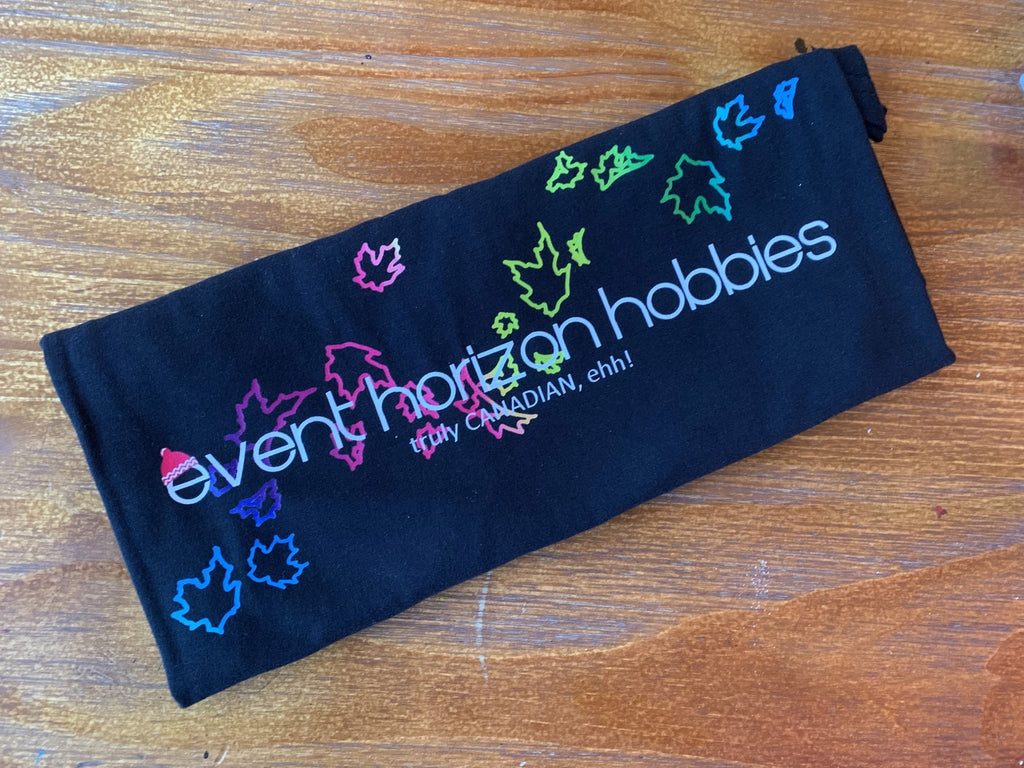 event horizon hobbies
truly CANADIAN, ehh!